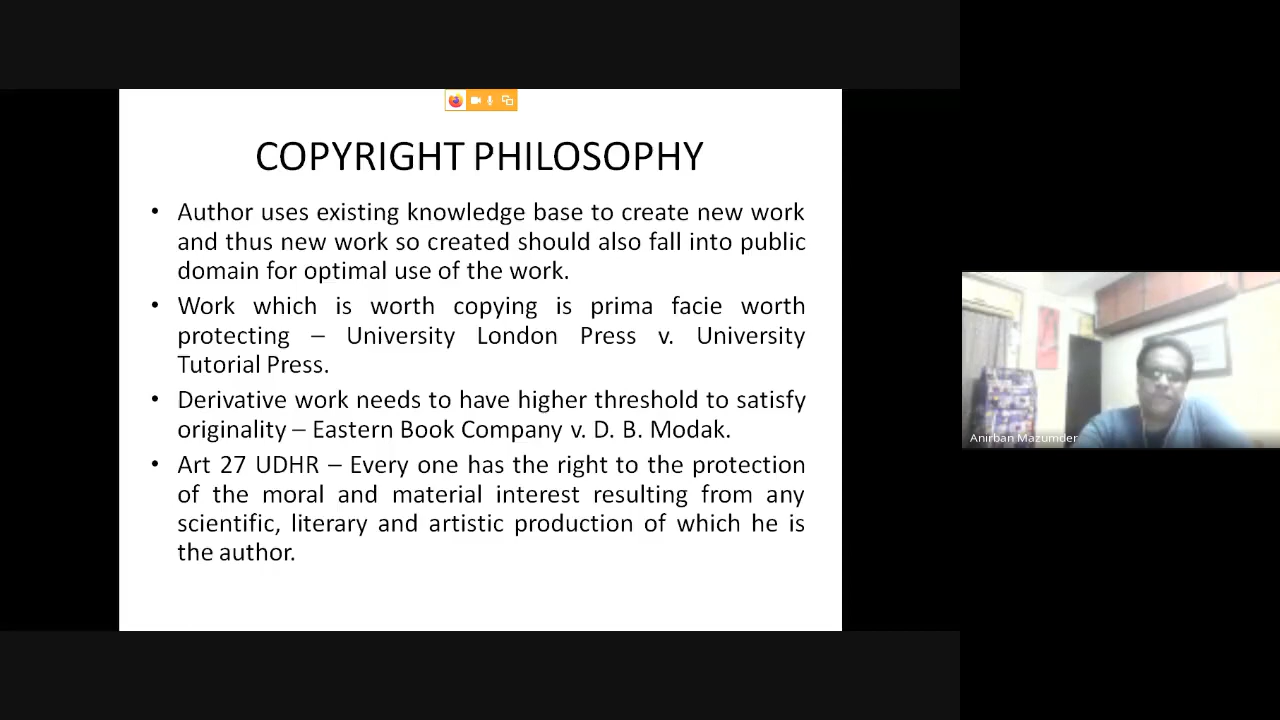 COPYRIGHT PHILOSOPHY
• Author uses existing knowledge base to create new work
and thus new work so created should also fall into public
domain for optimal use of the work.
• Work which is worth copying is prima facie worth
protecting – University London Press v. University
Tutorial Press.
• Derivative work needs to have higher threshold to satisfy
originality – Eastern Book Company v. D. B. Modak.
• Art 27 UDHR – Every one has the right to the protection
of the moral and material interest resulting from any
scientific, literary and artistic production of which he is
the author.
Anirban Mazumder